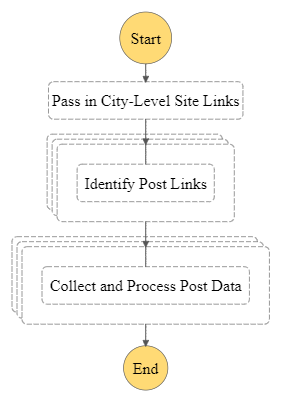 Start
Pass in City-Level Site Links
Identify Post Links
Collect and Process Post Data
End